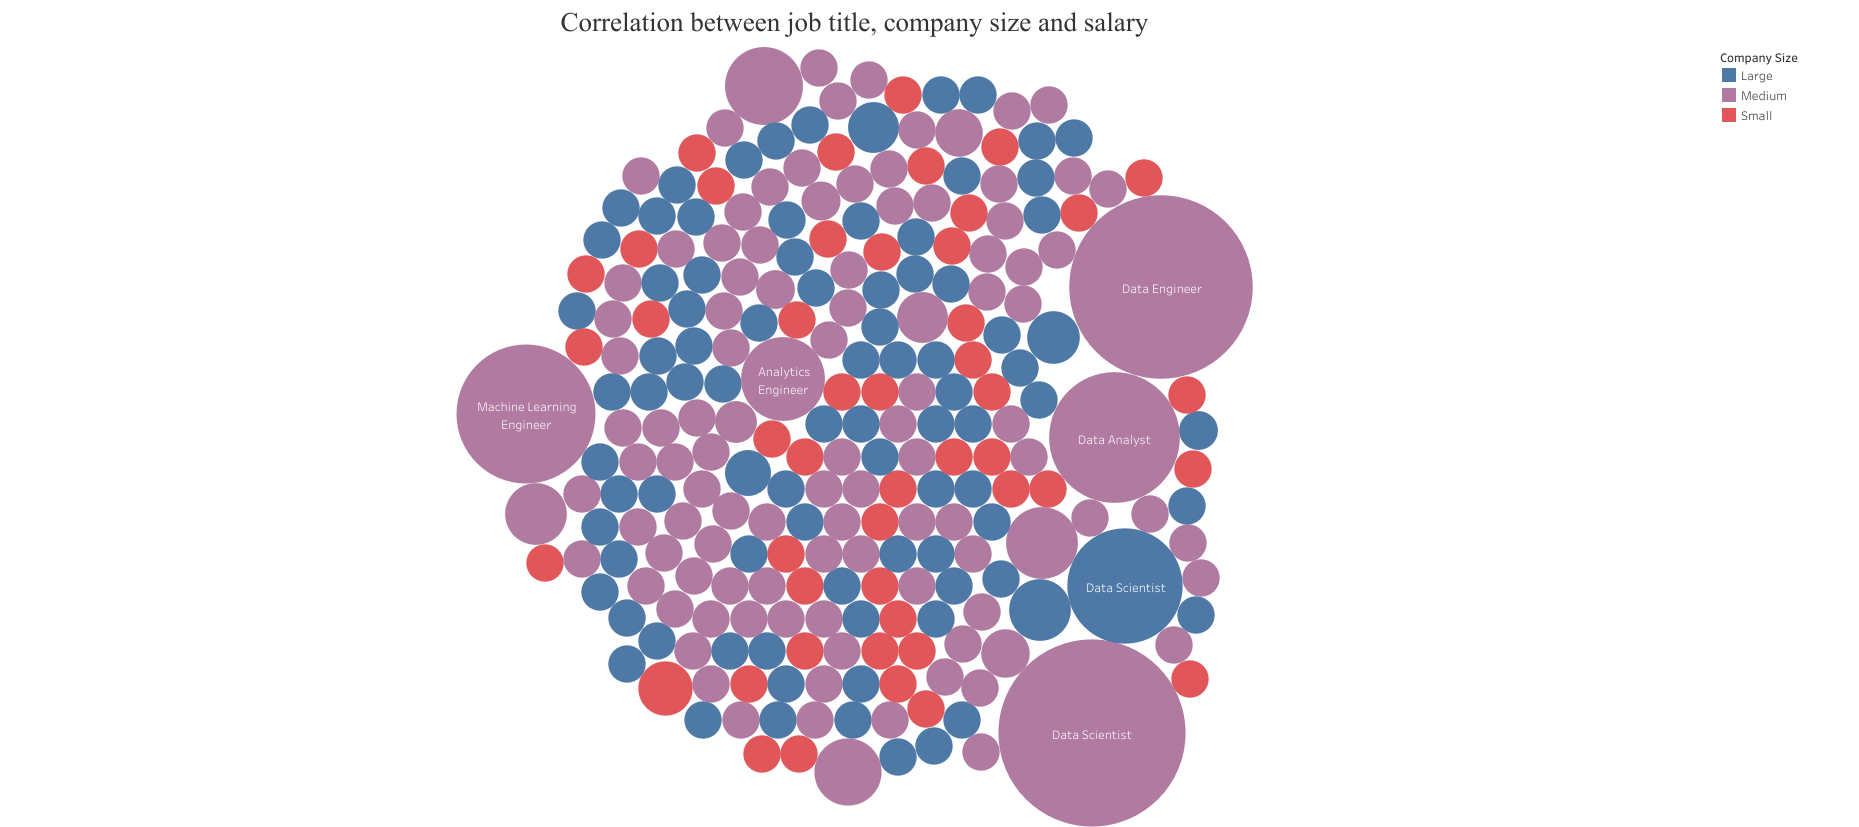 Correlation between job title, company size and salary
Company Size
Large
Medium
Small
Data Engineer
Analytics
Engineer
Machine Learning
Engineer
Data Analyst
Data Scientist
Data Scientist